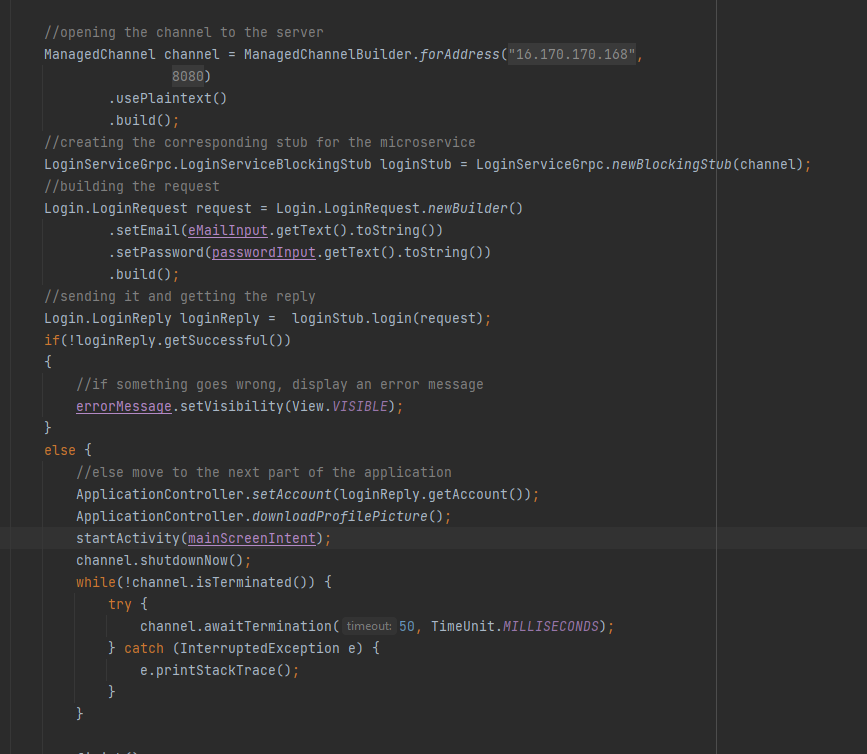 //opening the channel to the server
ManagedChannel channel = ManagedChannelBuilder.forAddress("16.170.170.168",
8080)
.usePlaintext()
.build();
//creating the corresponding stub for the microservice
LoginServiceGrpc.LoginServiceBlockingStub loginStub = LoginServiceGrpc.newBlockingStub(channel);
//building the request
Login.LoginRequest request = Login.LoginRequest.newBuilder()
.setEmail(eMailInput.getText().toString())
.setPassword(passwordInput.getText().toString())
.build();
//sending it and getting the reply
Login.LoginReply loginReply =  loginStub.login(request);
if(!loginReply.getSuccessful())
{
//if something goes wrong, display an error message
errorMessage.setVisibility(View.VISIBLE);
}
else {
//else move to the next part of the application
ApplicationController.setAccount(loginReply.getAccount());
ApplicationController.downloadProfilePicture();
startActivity(mainScreenIntent);
channel.shutdownNow();
while(!channel.isTerminated()) {
try {
channel.awaitTermination( timeout: 50, TimeUnit.MILLISECONDS);
} catch (InterruptedException e) {
e.printStackTrace();
}
}